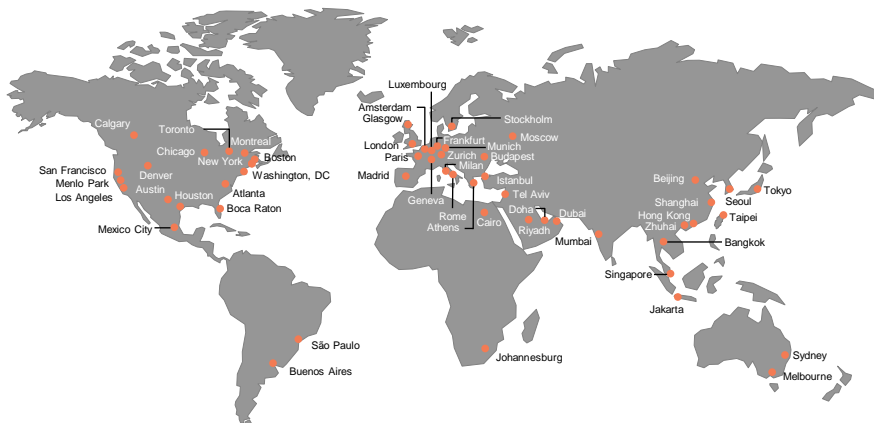 Luxembourg
Amsterdam
Glasgow
Stockholm
Calgary
Toronto
Montreal
Moscow
London
Frankfurt
Munich
Chicago
New York
Boston
Paris
Zurich
Budapest
San Francisco
Denver
Washington, DC
Madrid
Milan
Menlo Park
Austin
Houston
Atlanta
Istanbul
Beijing
Los Angeles
Geneva
Tel Aviv
Seoul
Tokyo
Boca Raton
Rome
Athens
Cairo
Doha
Dubai
Riyadh
Shanghai
Hong Kong
Zhuhai
Taipei
Mexico City
Mumbai
Bangkok
Singapore
Jakarta
São Paulo
Johannesburg
Sydney
Buenos Aires
Melbourne